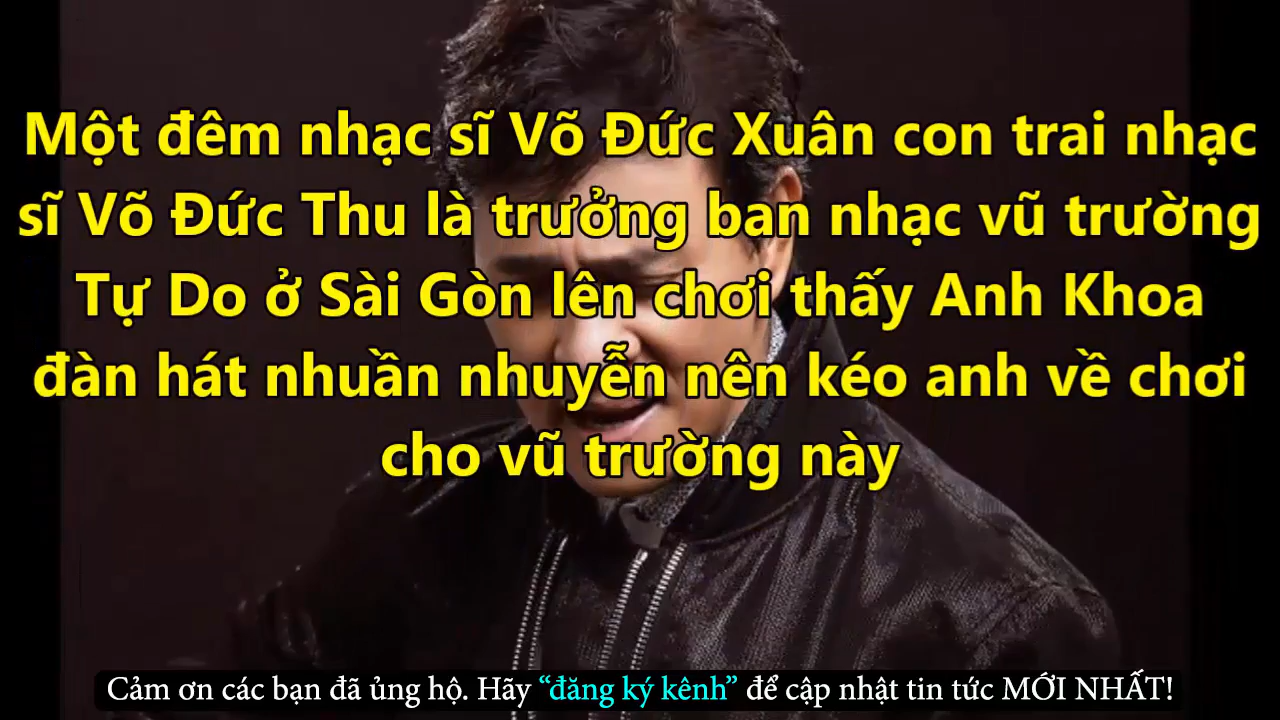 Một đêm nhạc sĩ Võ Đức Xuân con trai nhạc
sĩ Võ Đức Thu là trưởng ban nhạc vũ trường
Tự Do ở Sài Gòn lên chơi thấy Anh Khoa
đàn hát nhuần nhuyễn nên kéo anh về chơi
cho vũ trường này
Cảm ơn các bạn đã ủng hộ. Hãy “đăng ký kênh” để cập nhật tin tức MỚI NHẤT!